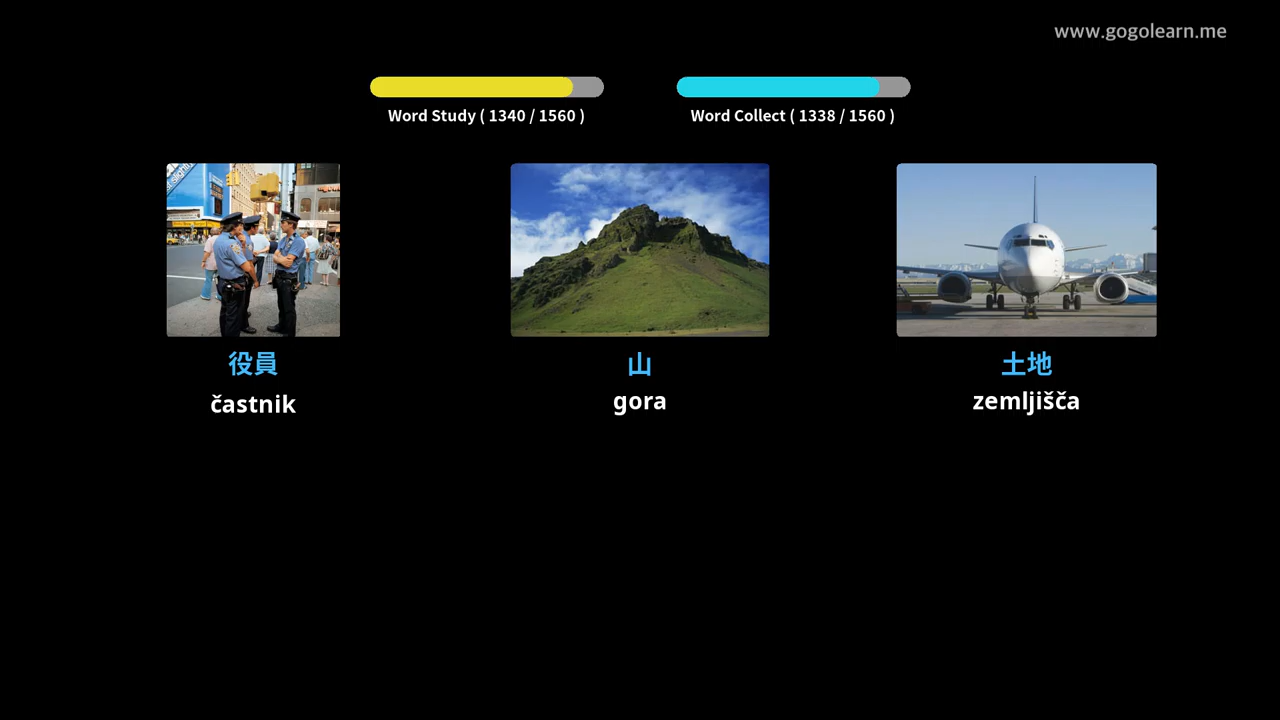 www.gogolearn.me
Word Study ( 1340 / 1560 )
Word Collect ( 1338 / 1560 )
役員
山
土地
častnik
gora
zemljišča